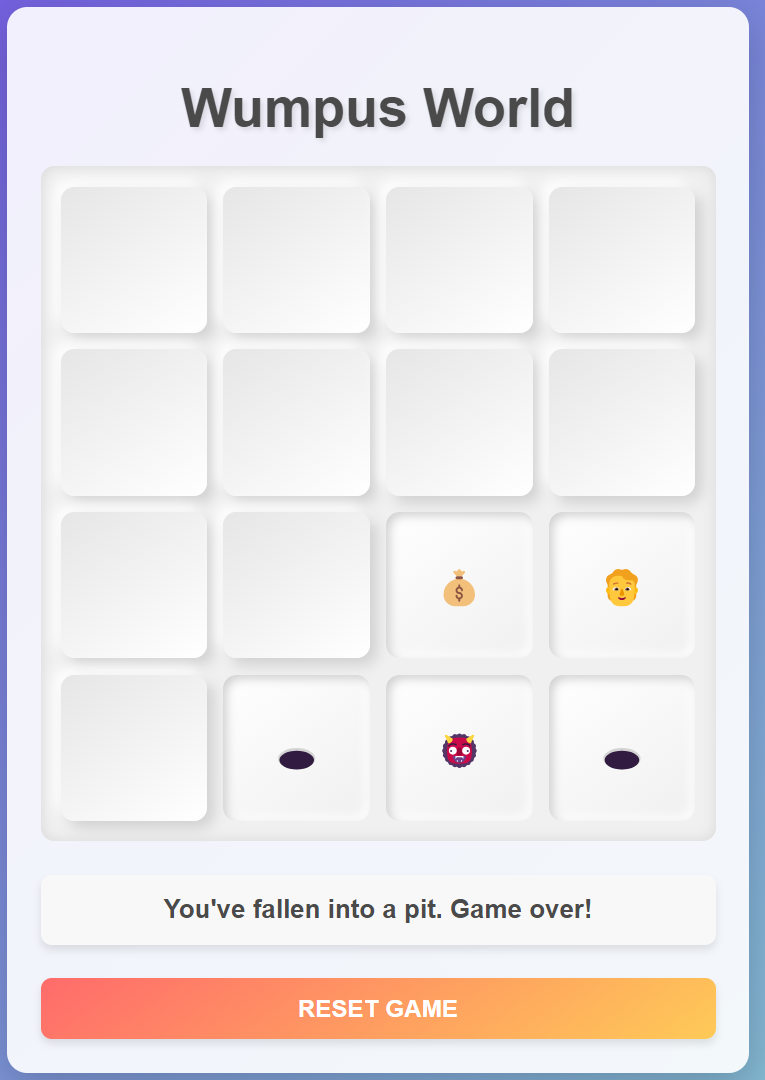 Wumpus World
You've fallen into a pit. Game over!
RESET GAME